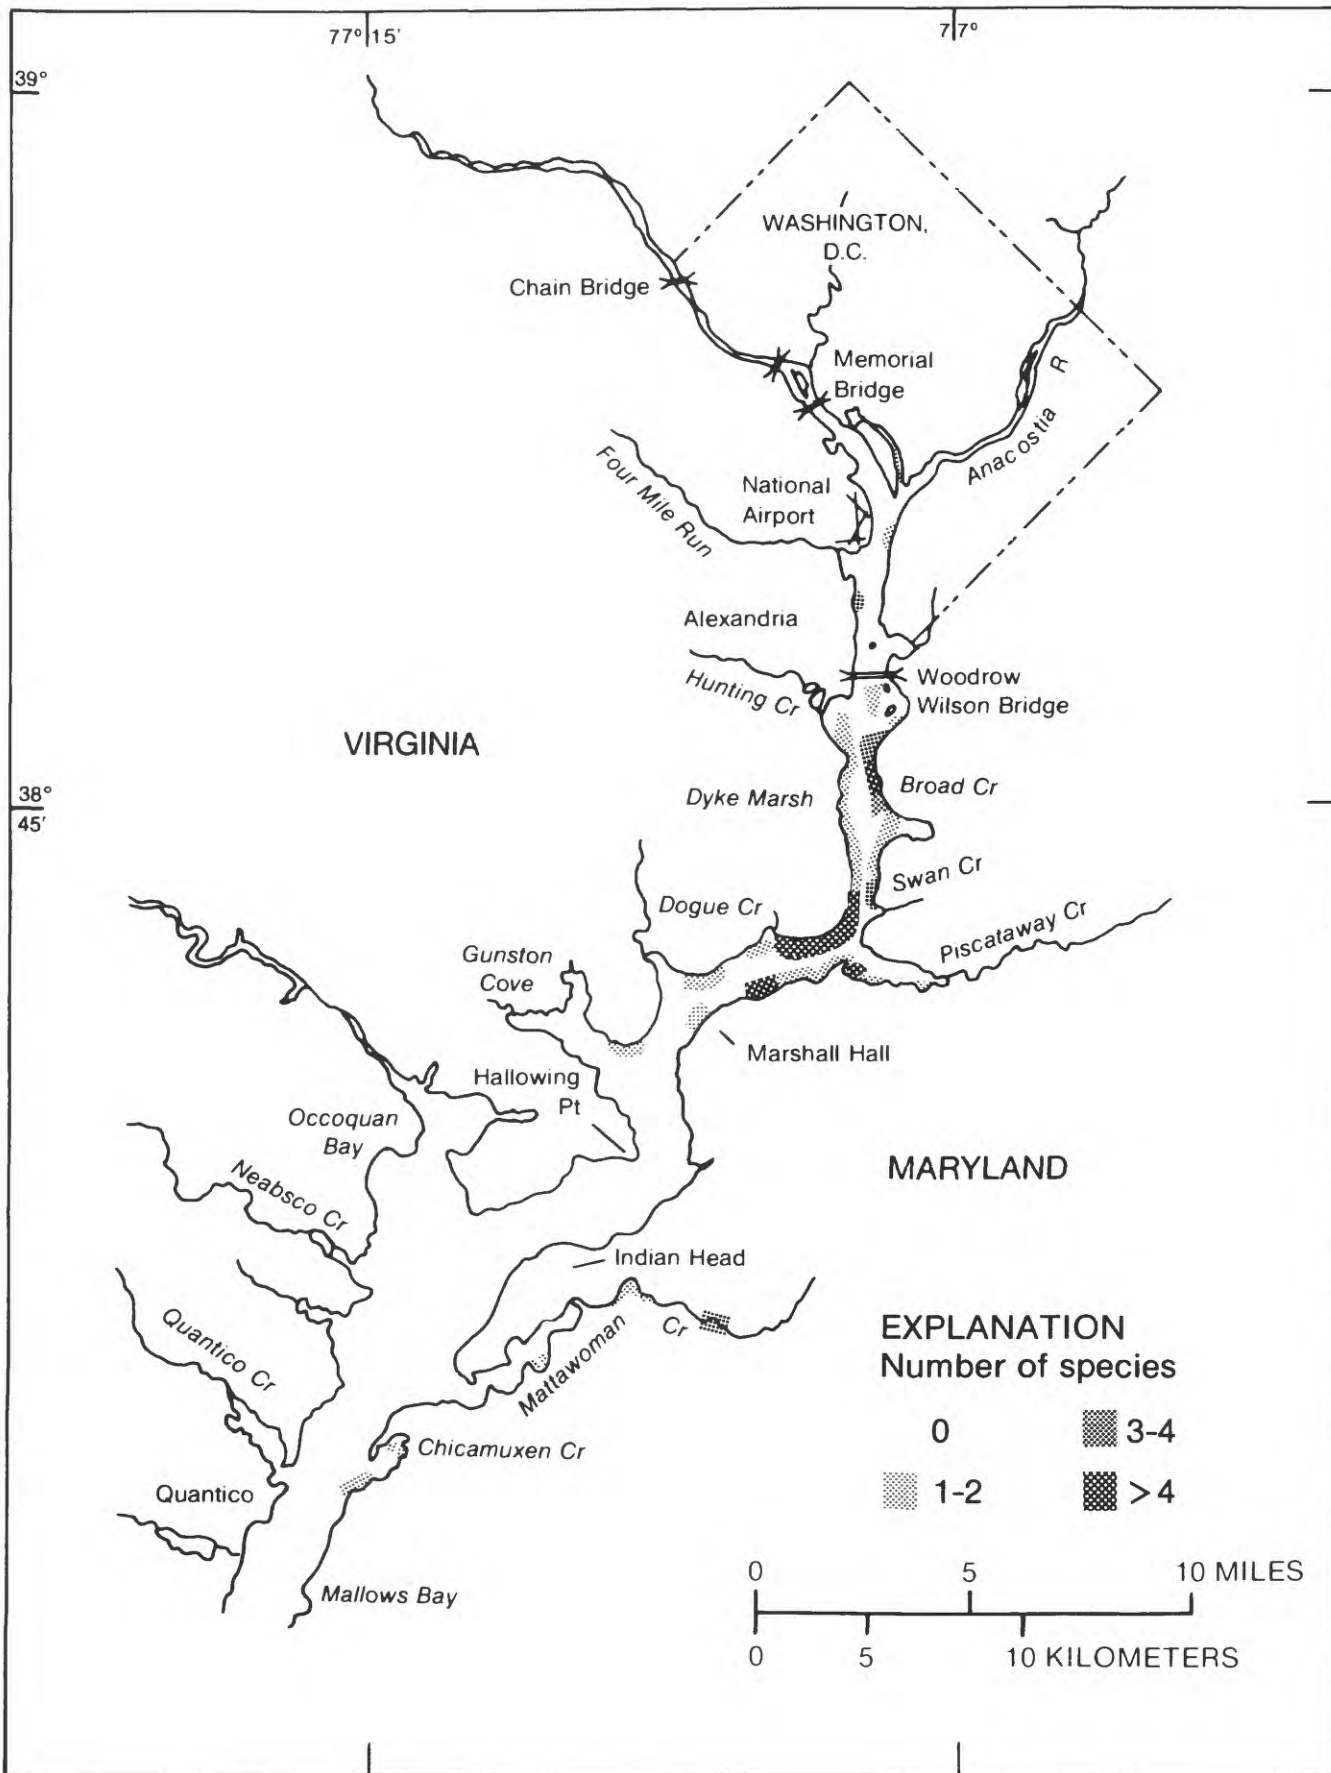 77° 15'
77°
39°
WASHINGTON,
D.C.
Chain Bridge
Memorial
Bridge
Anacostia R
Four Mile Run
National
Airport
Alexandria
Hunting Cr
Woodrow
Wilson Bridge
VIRGINIA
38°
45'
Dyke Marsh
Broad Cr
Swan Cr
Dogue Cr
Piscataway Cr
Gunston
Cove
Marshall Hall
Hallowing
Pt
Occoquan
Bay
Neabsco Cr
MARYLAND
Indian Head
Quantico Cr
Mattawoman Cr
Chicamuxen Cr
Quantico
Mallows Bay
EXPLANATION
Number of species
0
3-4
1-2
>4
0 5 10 MILES
0 5 10 KILOMETERS